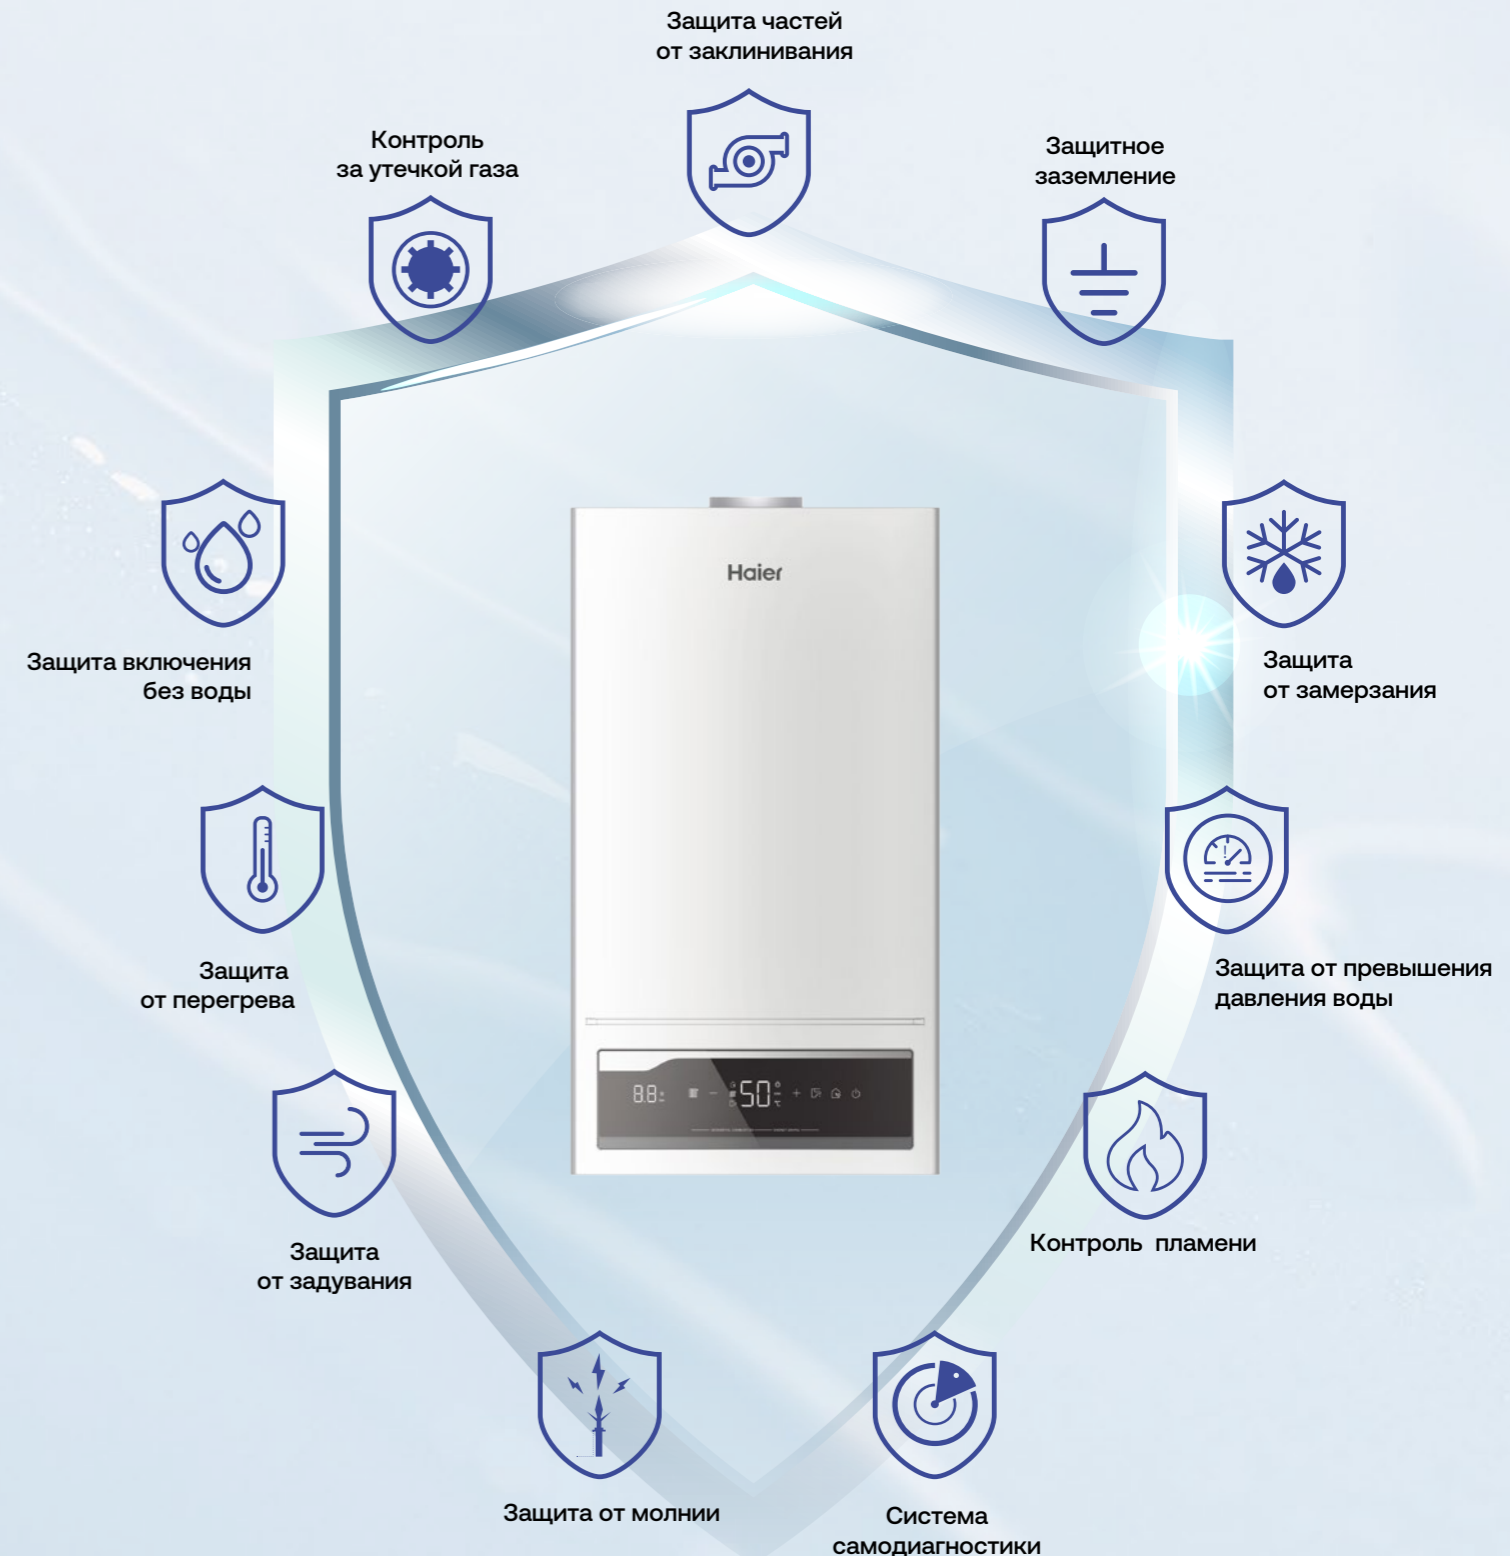 Защита частей
от заклинивания
Контроль
за утечкой газа
Защитное
заземление
Haier
Защита включения
без воды
Защита
от замерзания
Защита
от перегрева
Защита от превышения
давления воды
88
50
Защита
от задувания
Контроль пламени
Защита от молнии
Система
самодиагностики